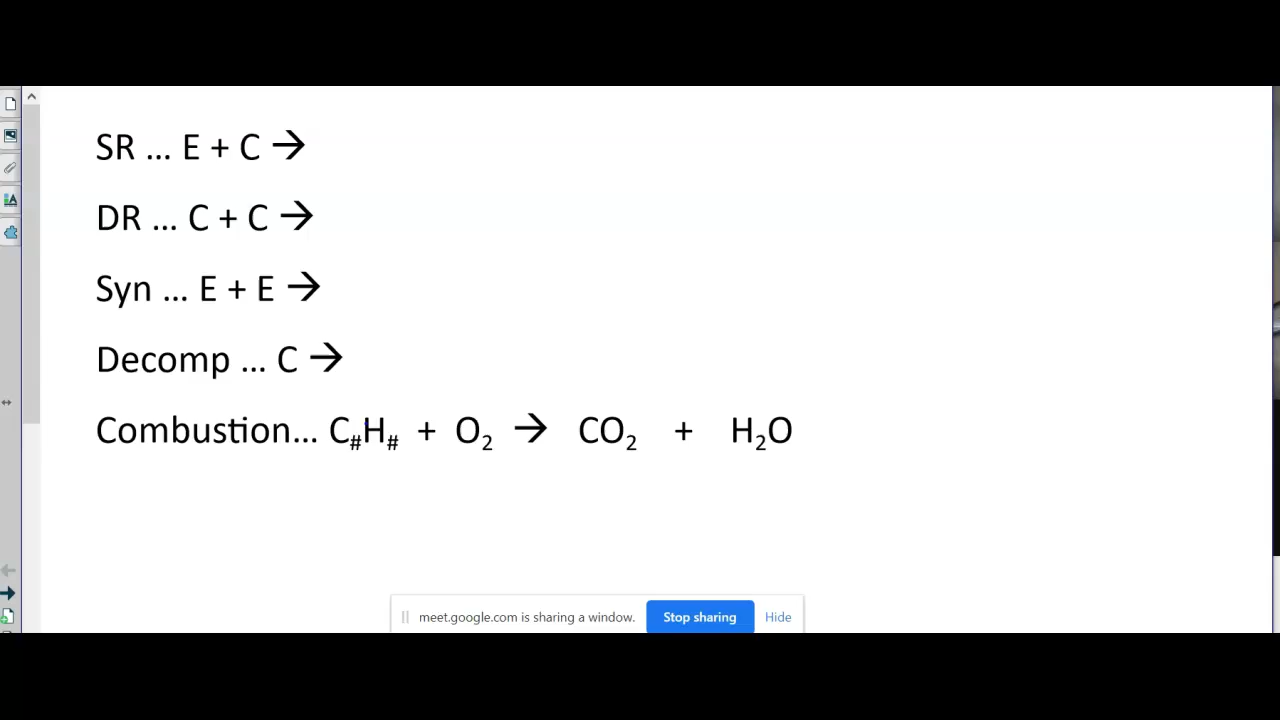 SR ... E + C →
DR ... C + C →
Syn ... E + E →
Decomp ... C →
Combustion... C#H# + O₂ → CO₂ + H₂O
meet.google.com is sharing a window. Stop sharing Hide